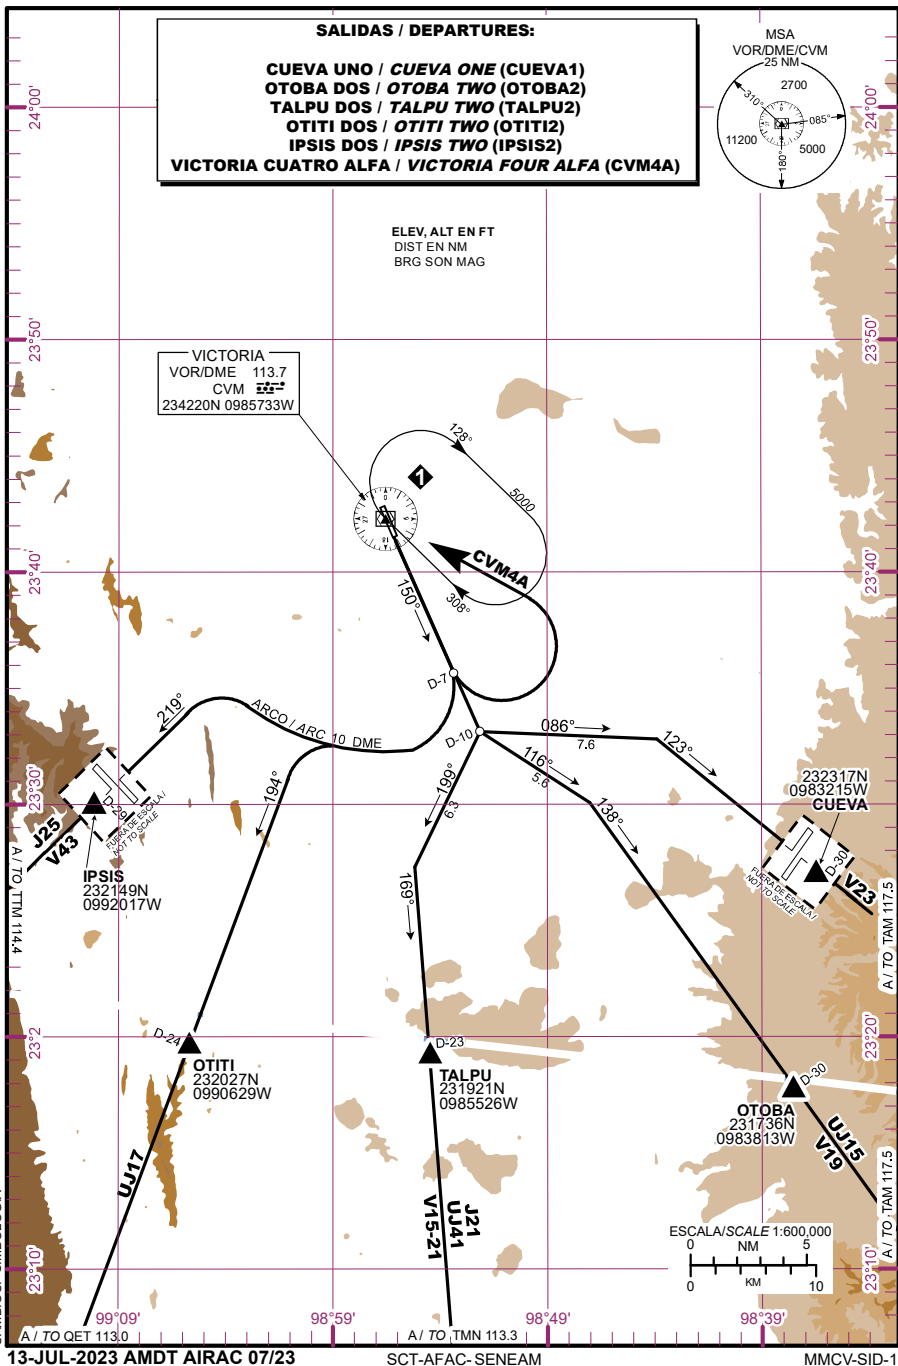 SALIDAS / DEPARTURES:
CUEVA UNO / CUEVA ONE (CUEVA1)
OTOBA DOS / OTOBA TWO (OTOBA2)
TALPU DOS / TALPU TWO (TALPU2)
OTITI DOS / OTITI TWO (OTITI2)
IPSIS DOS / IPSIS TWO (IPSIS2)
VICTORIA CUATRO ALFA / VICTORIA FOUR ALFA (CVM4A)
MSA
VOR/DME/CVM
25 NM
2700
310°
085°
11200
5000
180°
24°00'
24°00'
ELEV, ALT EN FT
DIST EN NM
BRG SON MAG
23°50'
23°50'
VICTORIA
VOR/DME 113.7
CVM
234220N 0985733W
128°
1
5000
0
27
9
18
CVM4A
308°
150°
23°40'
23°40'
D-7
219°
ARCO / ARC 10 DME
D-10
086°
7.6
123°
116°
5.6
138°
199°
6.3
194°
169°
23°30'
23°30'
232317N
0983215W
CUEVA
D-30
FUERA DE ESCALA /
NOT TO SCALE
V23
A / TO TAM 117.5
D-29
FUERA DE ESCALA /
NOT TO SCALE
J25
V43
A / TO TTM 114.4
IPSIS
232149N
0992017W
23°2
23°20'
D-24
OTITI
232027N
0990629W
D-23
TALPU
231921N
0985526W
D-30
OTOBA
231736N
0983813W
UJ15
V19
A / TO TAM 117.5
UJ17
J21
UJ41
V15-21
ESCALA/SCALE 1:600,000
0 NM 5
0 KM 10
23°10'
23°10'
99°09'
98°59'
98°49'
98°39'
A / TO QET 113.0
A / TO TMN 113.3
13-JUL-2023 AMDT AIRAC 07/23
SCT-AFAC-SENEAM
MMCV-SID-1